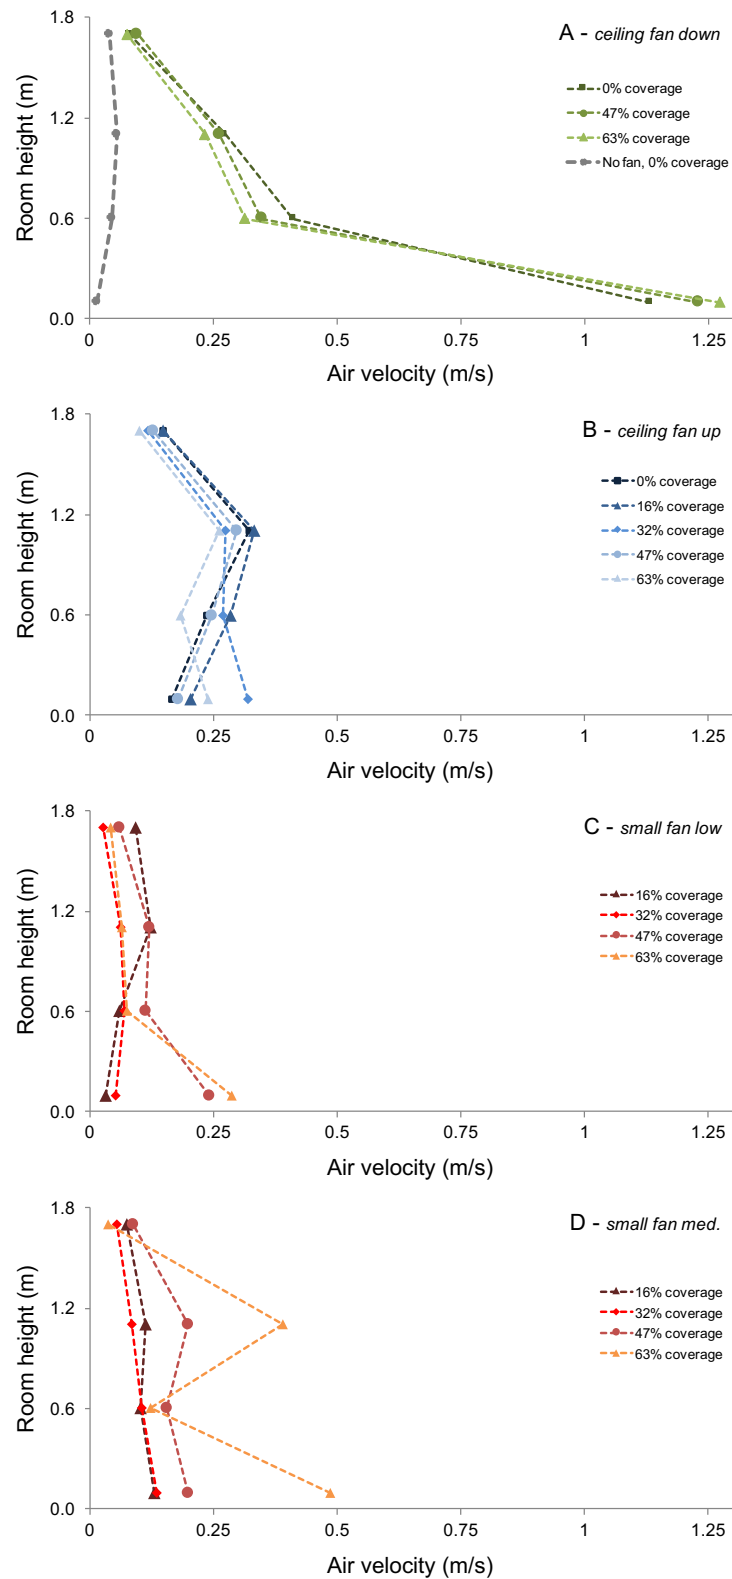 A - ceiling fan down
Room height (m)
1.8
1.2
0.6
0.0
0% coverage
47% coverage
63% coverage
No fan, 0% coverage
0 0.25 0.5 0.75 1 1.25
Air velocity (m/s)
B - ceiling fan up
Room height (m)
1.8
1.2
0.6
0.0
0% coverage
16% coverage
32% coverage
47% coverage
63% coverage
0 0.25 0.5 0.75 1 1.25
Air velocity (m/s)
C - small fan low
Room height (m)
1.8
1.2
0.6
0.0
16% coverage
32% coverage
47% coverage
63% coverage
0 0.25 0.5 0.75 1 1.25
Air velocity (m/s)
D - small fan med.
Room height (m)
1.8
1.2
0.6
0.0
16% coverage
32% coverage
47% coverage
63% coverage
0 0.25 0.5 0.75 1 1.25
Air velocity (m/s)